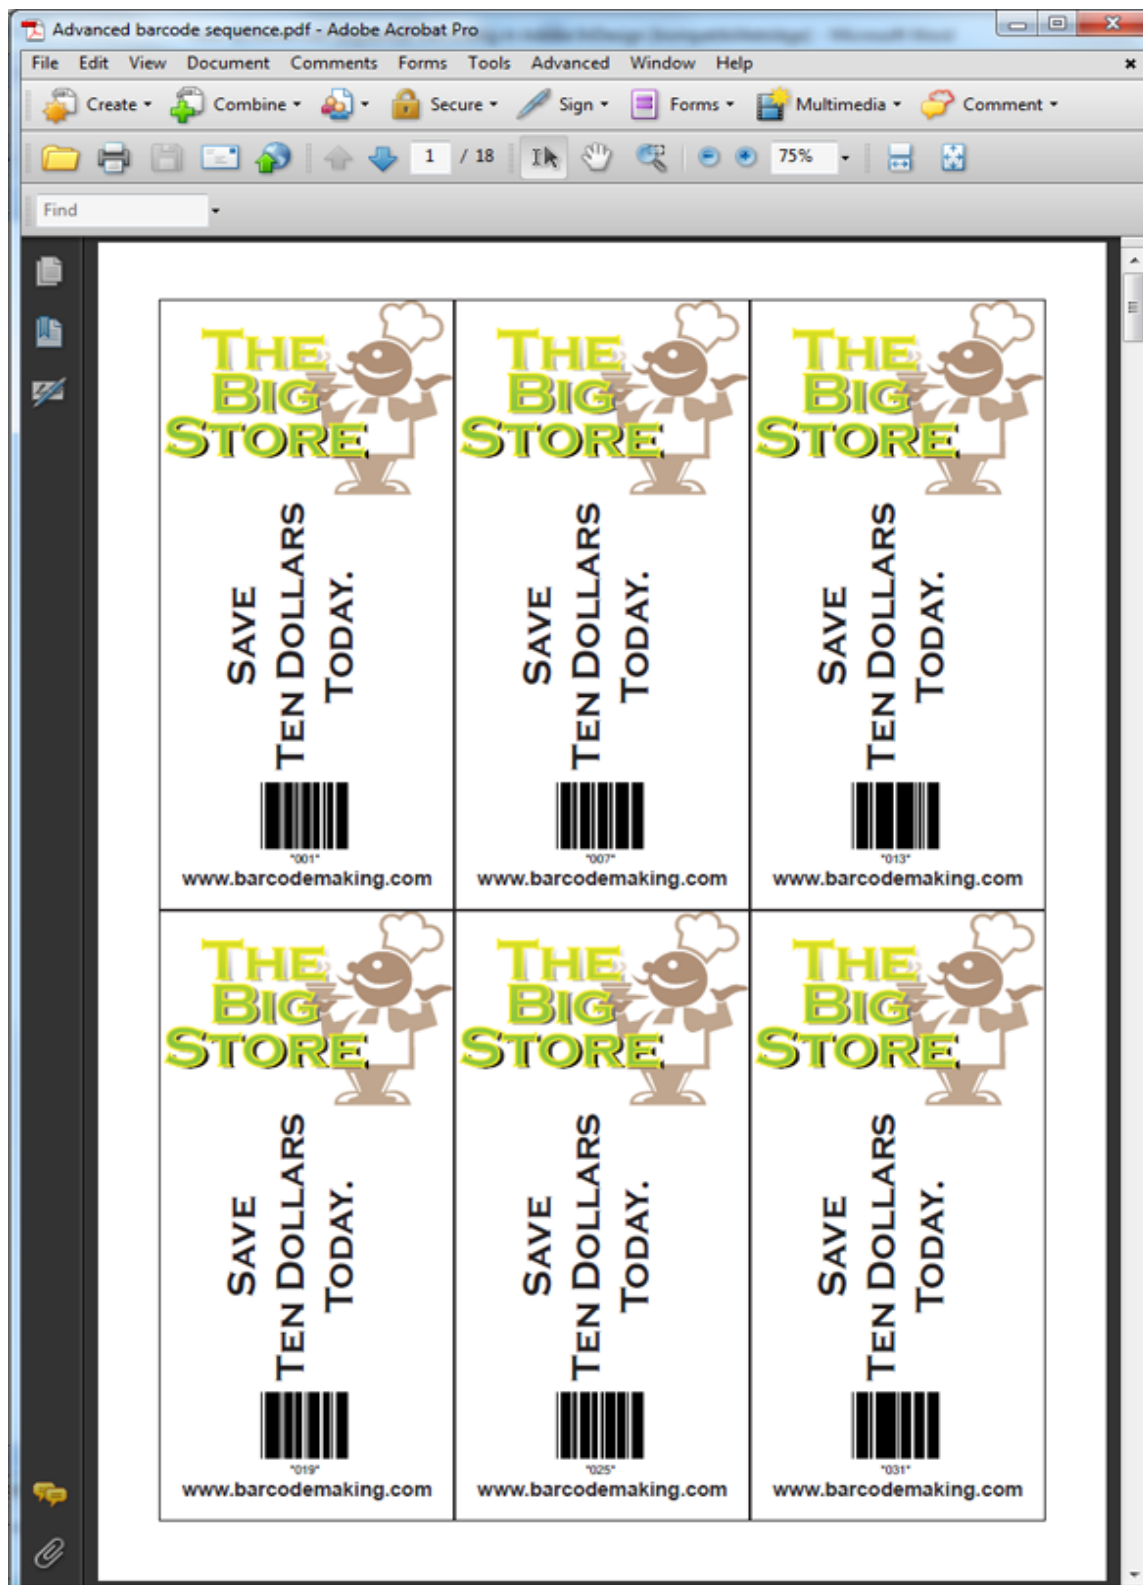 Advanced barcode sequence.pdf - Adobe Acrobat Pro
File Edit View Document Comments Forms Tools Advanced Window Help
Create Combine Secure Sign Forms Multimedia Comment
1 / 18 75%
Find
THE
BIG
STORE
SAVE
TEN DOLLARS
TODAY.
"001"
www.barcodemaking.com
THE
BIG
STORE
SAVE
TEN DOLLARS
TODAY.
"007"
www.barcodemaking.com
THE
BIG
STORE
SAVE
TEN DOLLARS
TODAY.
"013"
www.barcodemaking.com
THE
BIG
STORE
SAVE
TEN DOLLARS
TODAY.
"019"
www.barcodemaking.com
THE
BIG
STORE
SAVE
TEN DOLLARS
TODAY.
"025"
www.barcodemaking.com
THE
BIG
STORE
SAVE
TEN DOLLARS
TODAY.
"031"
www.barcodemaking.com